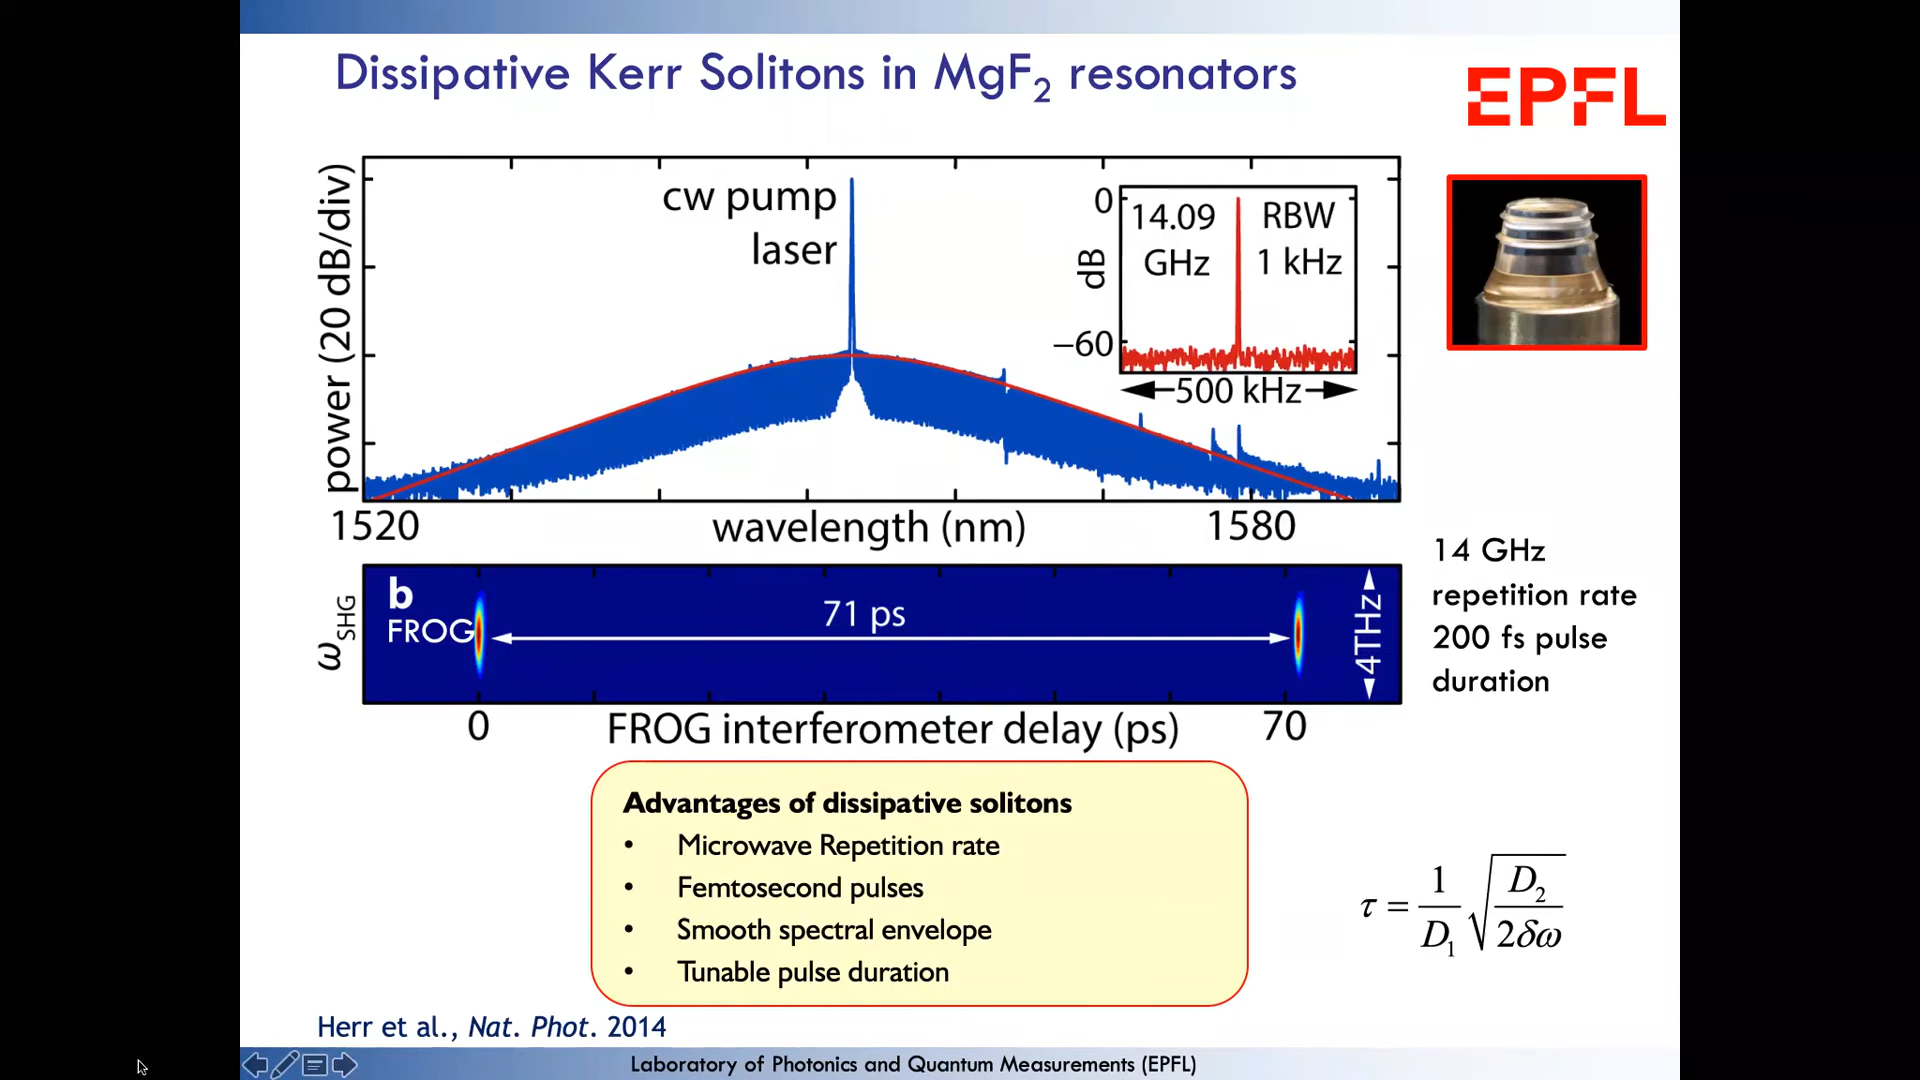 Dissipative Kerr Solitons in MgF₂ resonators
EPFL
power (20 dB/div)
cw pump
laser
dB
0
−60
14.09
GHz
RBW
1 kHz
500 kHz
1520
wavelength (nm)
1580
ω_SHG
b
FROG
71 ps
4THz
0
FROG interferometer delay (ps)
70
14 GHz
repetition rate
200 fs pulse
duration
Advantages of dissipative solitons
• Microwave Repetition rate
• Femtosecond pulses
• Smooth spectral envelope
• Tunable pulse duration
τ = 1/D₁ √(D₂/2δω)
Herr et al., Nat. Phot. 2014
Laboratory of Photonics and Quantum Measurements (EPFL)